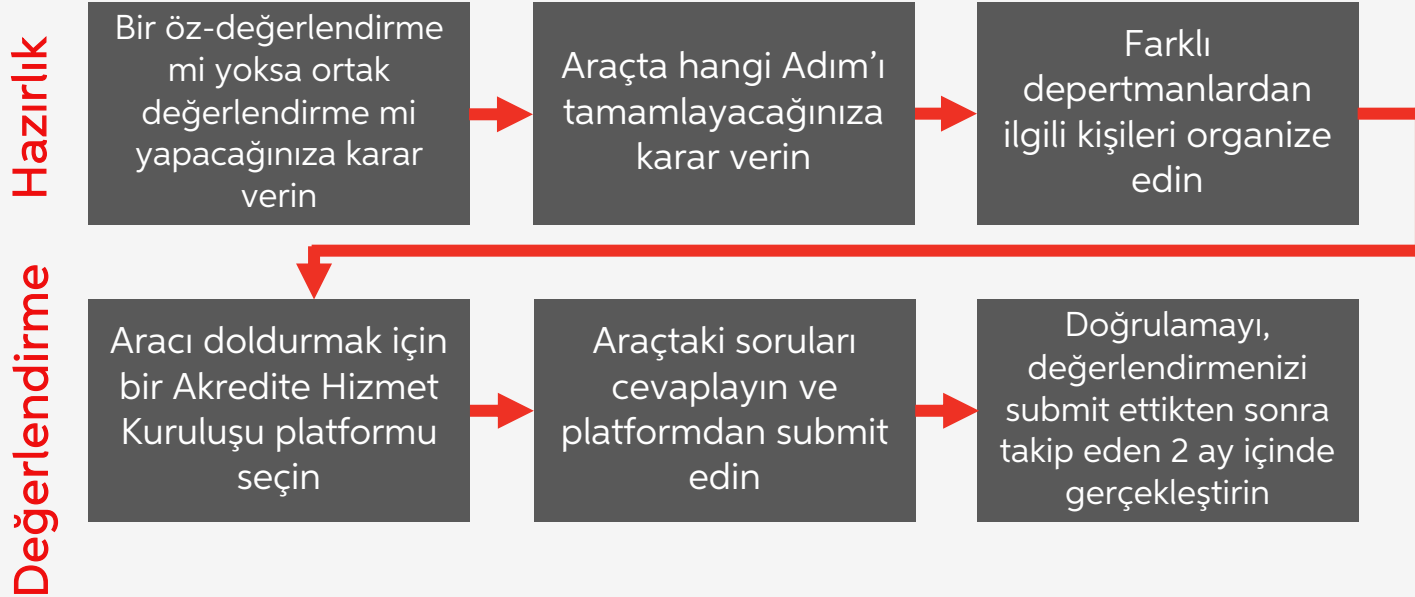 Hazırlık
Bir öz-değerlendirme
mi yoksa ortak
değerlendirme mi
yapacağınıza karar
verin
Araçta hangi Adım’ı
tamamlayacağınıza
karar verin
Farklı
depertmanlardan
ilgili kişileri organize
edin
Değerlendirme
Aracı doldurmak için
bir Akredite Hizmet
Kuruluşu platformu
seçin
Araçtaki soruları
cevaplayın ve
platformdan submit
edin
Doğrulamayı,
değerlendirmenizi
submit ettikten sonra
takip eden 2 ay içinde
gerçekleştirin